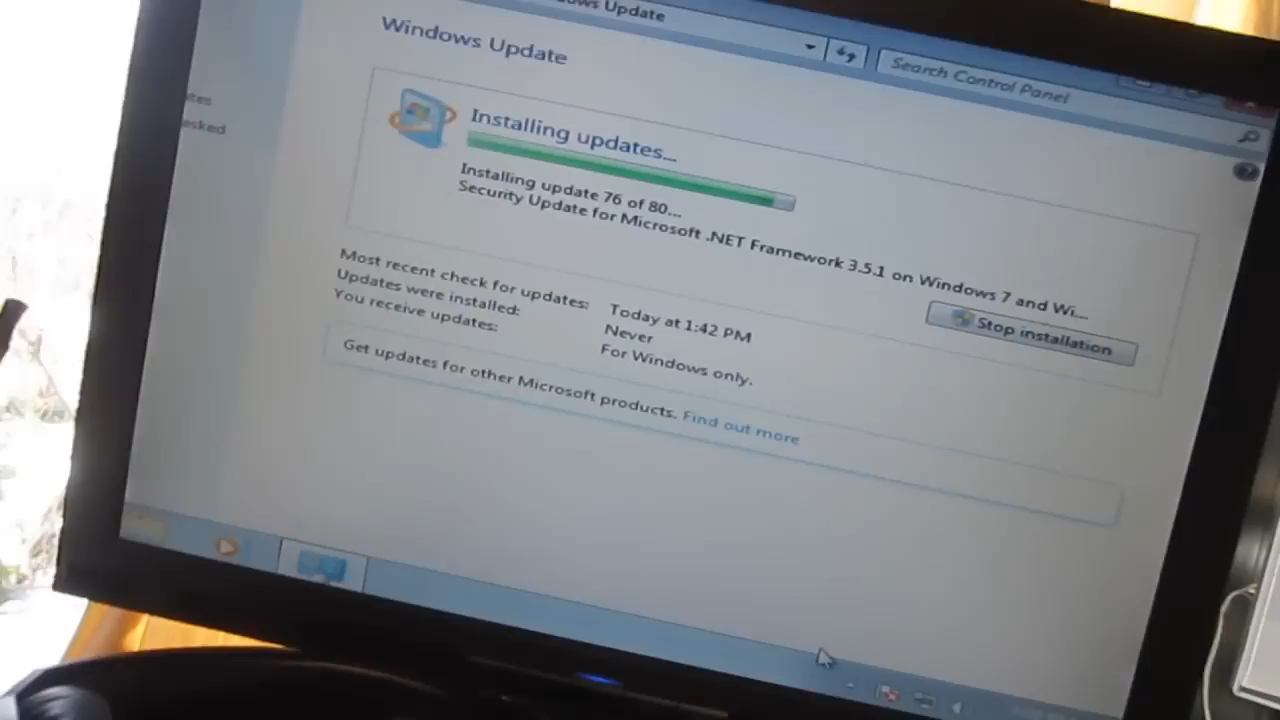 Update
Search Control Panel
Windows Update
Installing updates...
Installing update 76 of 80...
Security Update for Microsoft .NET Framework 3.5.1 on Windows 7 and Wi...
Stop installation
Most recent check for updates: Today at 1:42 PM
Updates were installed: Never
You receive updates: For Windows only.
Get updates for other Microsoft products. Find out more